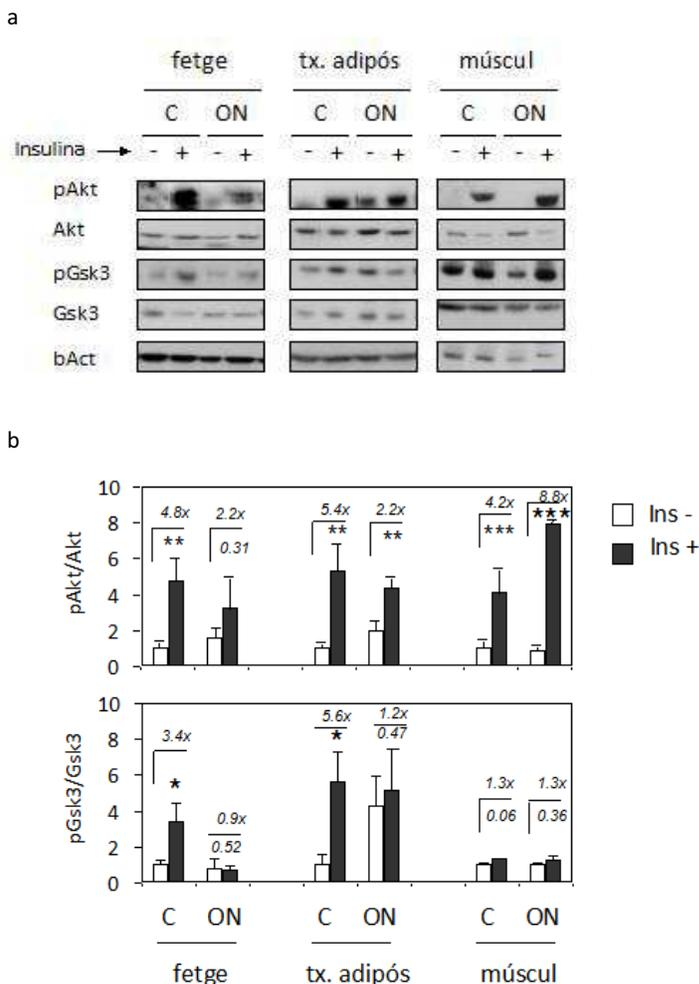 a
fetge tx. adipós múscul
C ON C ON C ON
Insulina - + - + - + - + - + - +
pAkt
Akt
pGsk3
Gsk3
bAct
b
10 8 6 4 2 0
pAkt/Akt
4.8x 2.2x 5.4x 2.2x 4.2x 8.8x
** 0.31 ** ** *** ***
Ins -
Ins +
10 8 6 4 2 0
pGsk3/Gsk3
3.4x 0.9x 5.6x 1.2x 1.3x 1.3x
* 0.52 * 0.47 0.06 0.36
C ON C ON C ON
fetge tx. adipós múscul